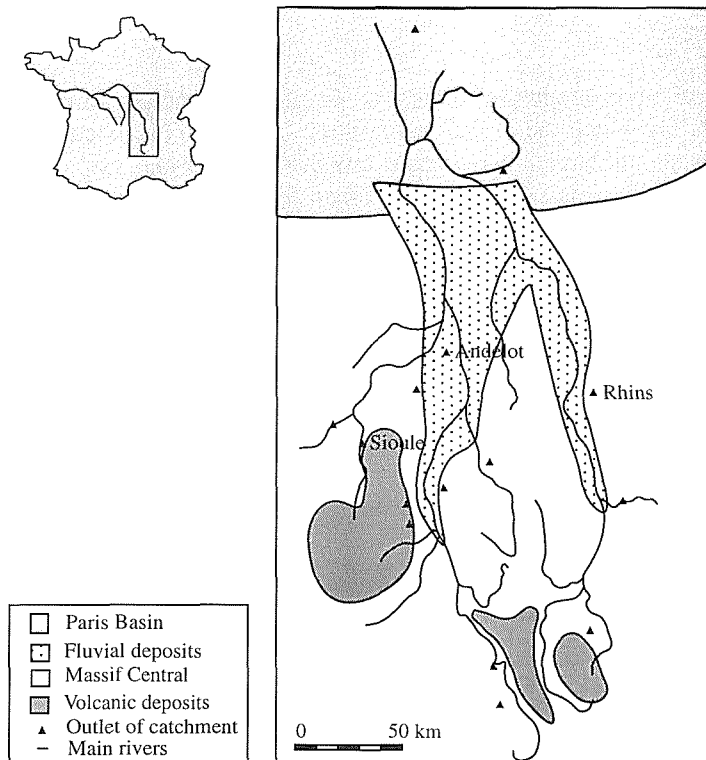 Andelot
Rhins
Sioule
Paris Basin
Fluvial deposits
Massif Central
Volcanic deposits
Outlet of catchment
Main rivers
0 50 km